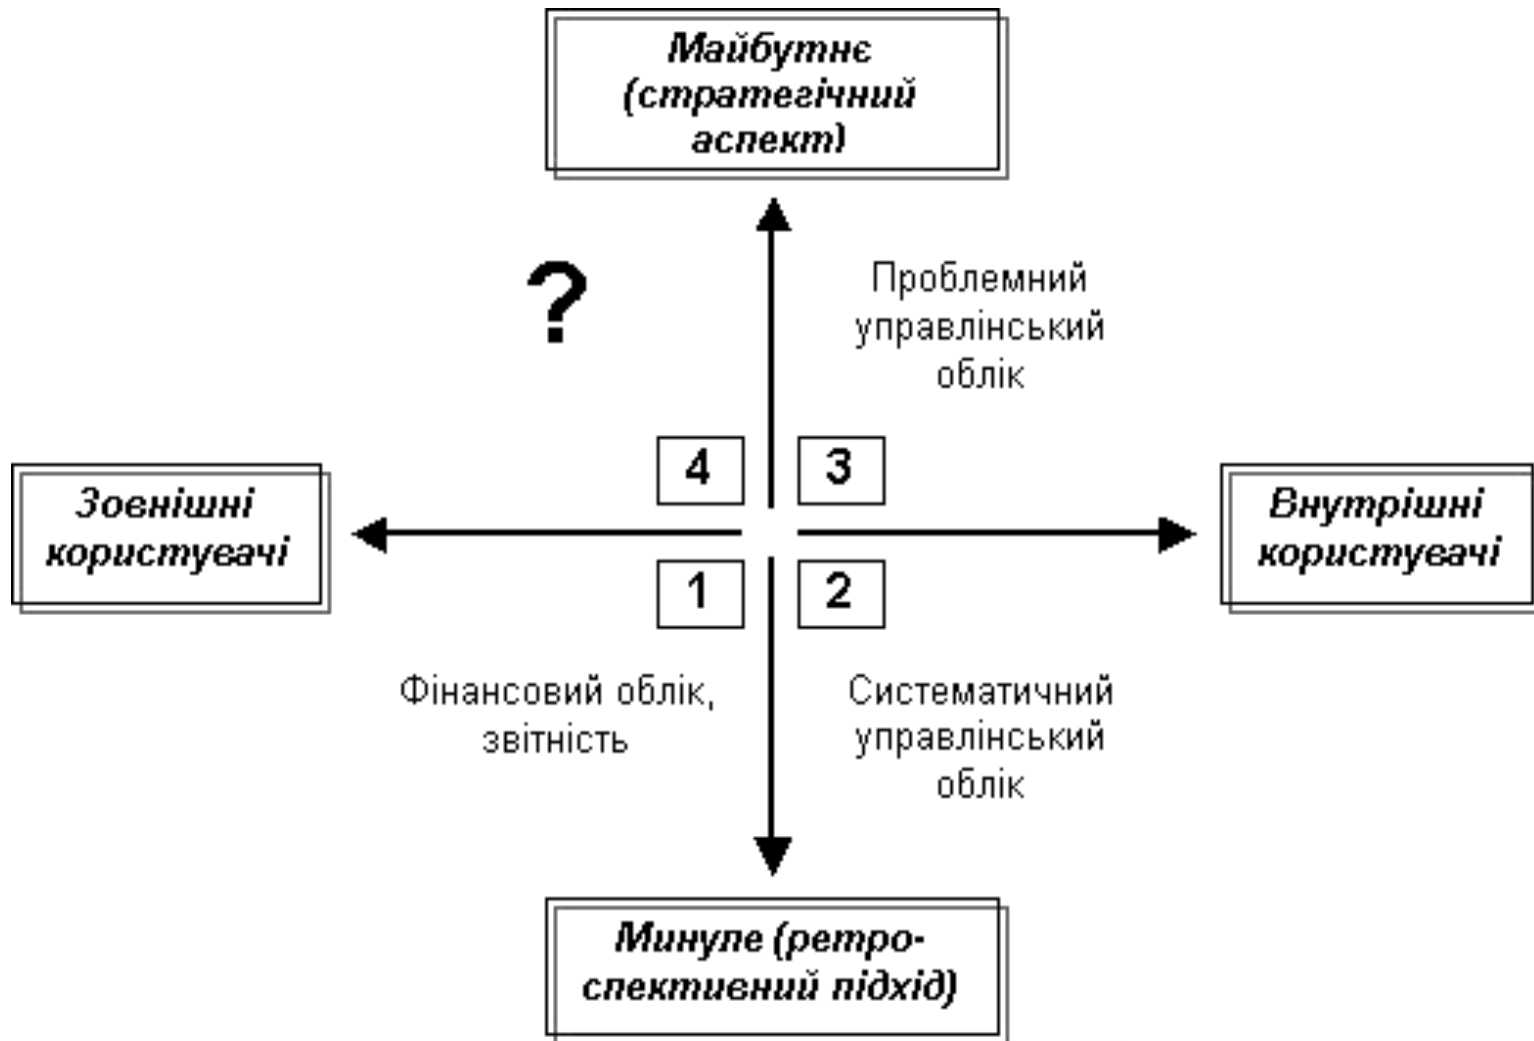 Майбутнє
(стратегічний
аспект)
?
Проблемний
управлінський
облік
4
3
Зовнішні
користувачі
Внутрішні
користувачі
1
2
Фінансовий облік,
звітність
Систематичний
управлінський
облік
Минуле (ретро-
спективний підхід)